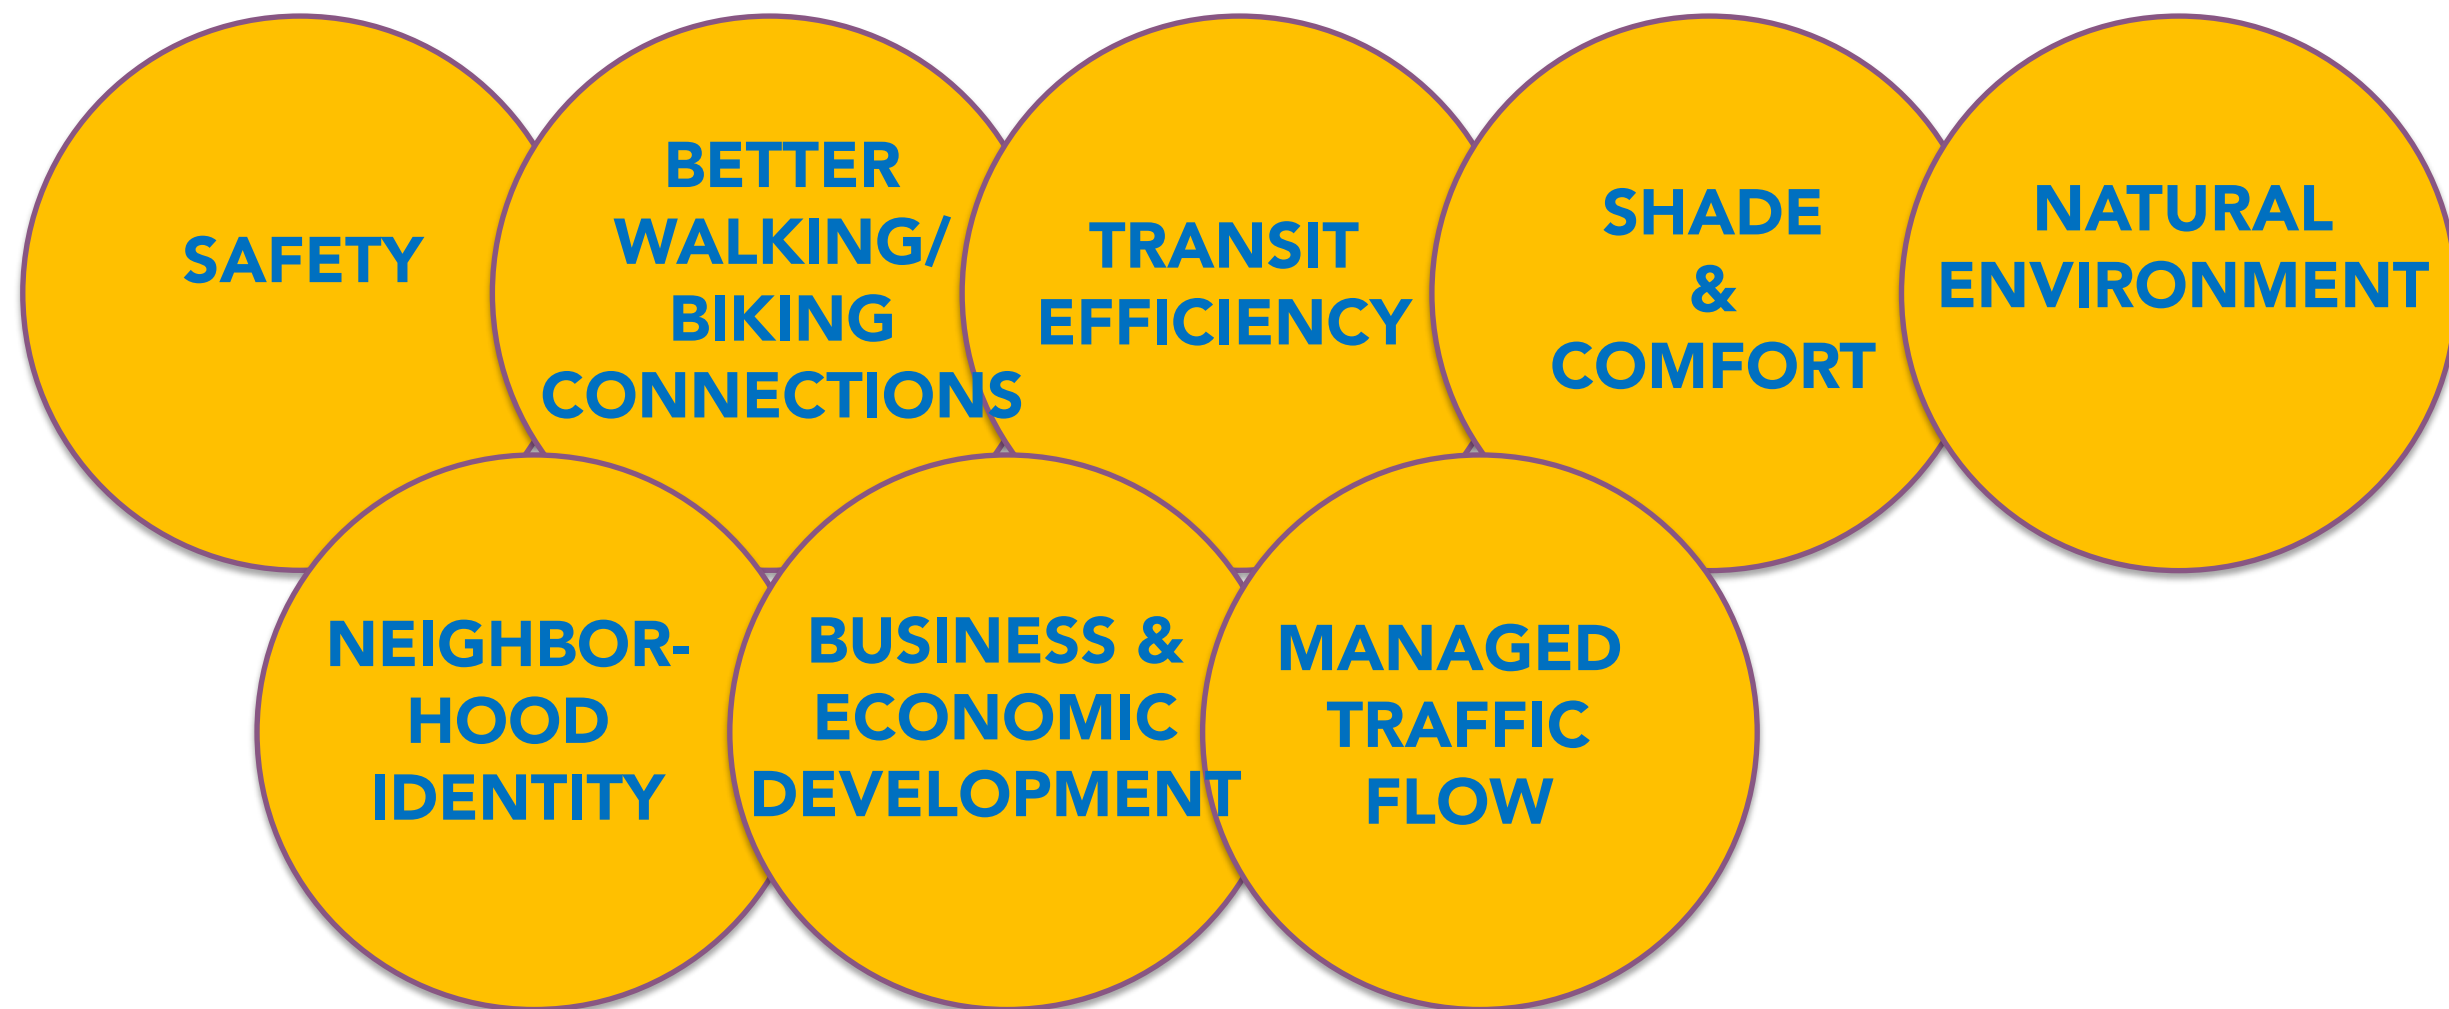 SAFETY
BETTER
WALKING/
BIKING
CONNECTIONS
TRANSIT
EFFICIENCY
SHADE
&
COMFORT
NATURAL
ENVIRONMENT
NEIGHBOR-
HOOD
IDENTITY
BUSINESS &
ECONOMIC
DEVELOPMENT
MANAGED
TRAFFIC
FLOW